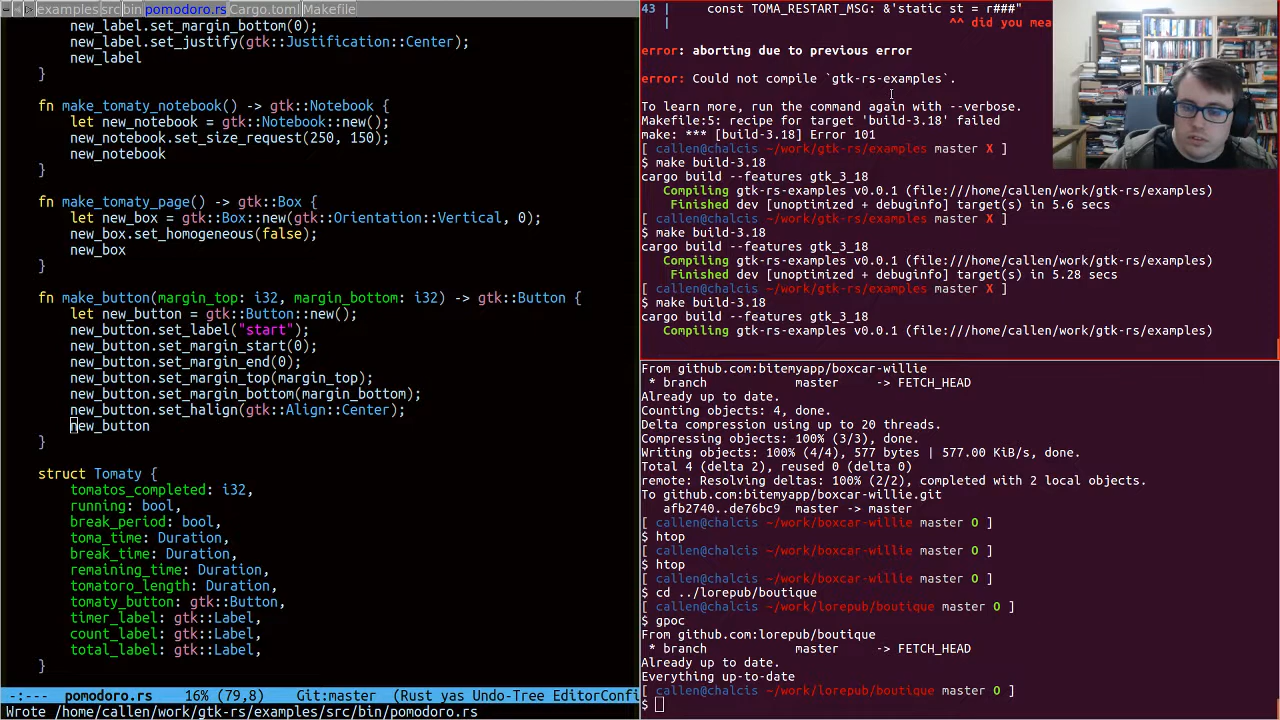 examples src bin pomodoro.rs Cargo.toml Makefile
new_label.set_margin_bottom(0);
new_label.set_justify(gtk::Justification::Center);
new_label
}
fn make_tomaty_notebook() -> gtk::Notebook {
let new_notebook = gtk::Notebook::new();
new_notebook.set_size_request(250, 150);
new_notebook
}
fn make_tomaty_page() -> gtk::Box {
let new_box = gtk::Box::new(gtk::Orientation::Vertical, 0);
new_box.set_homogeneous(false);
new_box
}
fn make_button(margin_top: i32, margin_bottom: i32) -> gtk::Button {
let new_button = gtk::Button::new();
new_button.set_label("start");
new_button.set_margin_start(0);
new_button.set_margin_end(0);
new_button.set_margin_top(margin_top);
new_button.set_margin_bottom(margin_bottom);
new_button.set_halign(gtk::Align::Center);
new_button
}
struct Tomaty {
tomatos_completed: i32,
running: bool,
break_period: bool,
toma_time: Duration,
break_time: Duration,
remaining_time: Duration,
tomatoro_length: Duration,
tomaty_button: gtk::Button,
timer_label: gtk::Label,
count_label: gtk::Label,
total_label: gtk::Label,
}
-:--- pomodoro.rs 16% (79,8) Git:master (Rust yas Undo-Tree EditorConfi
Wrote /home/callen/work/gtk-rs/examples/src/bin/pomodoro.rs
43 | const TOMA_RESTART_MSG: &'static st = r###"
| ^^ did you mea
error: aborting due to previous error
error: Could not compile `gtk-rs-examples`.
To learn more, run the command again with --verbose.
Makefile:5: recipe for target 'build-3.18' failed
make: *** [build-3.18] Error 101
[ callen@chalcis ~/work/gtk-rs/examples master X ]
$ make build-3.18
cargo build --features gtk_3_18
Compiling gtk-rs-examples v0.0.1 (file:///home/callen/work/gtk-rs/examples)
Finished dev [unoptimized + debuginfo] target(s) in 5.6 secs
[ callen@chalcis ~/work/gtk-rs/examples master X ]
$ make build-3.18
cargo build --features gtk_3_18
Compiling gtk-rs-examples v0.0.1 (file:///home/callen/work/gtk-rs/examples)
Finished dev [unoptimized + debuginfo] target(s) in 5.28 secs
[ callen@chalcis ~/work/gtk-rs/examples master X ]
$ make build-3.18
cargo build --features gtk_3_18
Compiling gtk-rs-examples v0.0.1 (file:///home/callen/work/gtk-rs/examples)
From github.com:bitemyapp/boxcar-willie
* branch master -> FETCH_HEAD
Already up to date.
Counting objects: 4, done.
Delta compression using up to 20 threads.
Compressing objects: 100% (3/3), done.
Writing objects: 100% (4/4), 577 bytes | 577.00 KiB/s, done.
Total 4 (delta 2), reused 0 (delta 0)
remote: Resolving deltas: 100% (2/2), completed with 2 local objects.
To github.com:bitemyapp/boxcar-willie.git
afb2740..de76bc9 master -> master
[ callen@chalcis ~/work/boxcar-willie master O ]
$ htop
[ callen@chalcis ~/work/boxcar-willie master O ]
$ htop
[ callen@chalcis ~/work/boxcar-willie master O ]
$ cd ../lorepub/boutique
[ callen@chalcis ~/work/lorepub/boutique master O ]
$ gpoc
From github.com:lorepub/boutique
* branch master -> FETCH_HEAD
Already up to date.
Everything up-to-date
[ callen@chalcis ~/work/lorepub/boutique master O ]
$